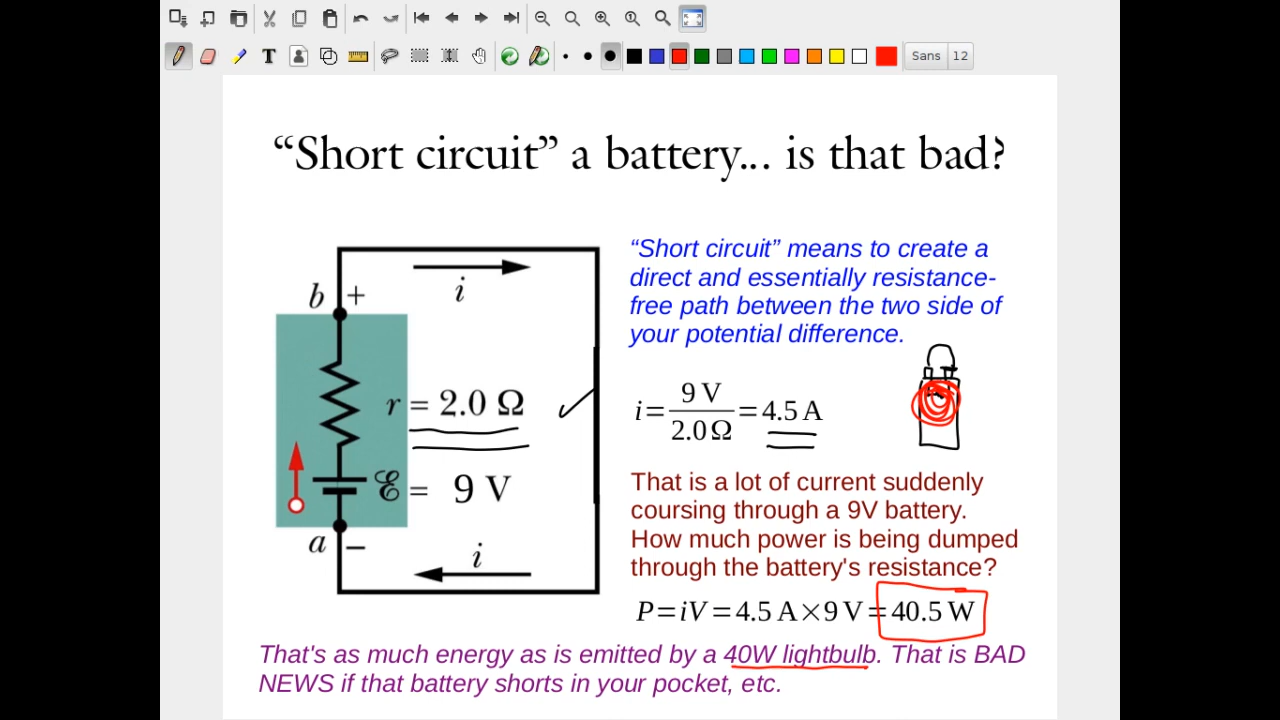 T
Sans 12
“Short circuit” a battery... is that bad?
“Short circuit” means to create a
direct and essentially resistance-
free path between the two side of
your potential difference.
b +
i
r = 2.0 Ω
ℰ = 9 V
a −
i
i = 9 V / 2.0 Ω = 4.5 A
That is a lot of current suddenly
coursing through a 9V battery.
How much power is being dumped
through the battery's resistance?
P=iV=4.5 A×9 V=40.5 W
That's as much energy as is emitted by a 40W lightbulb. That is BAD
NEWS if that battery shorts in your pocket, etc.